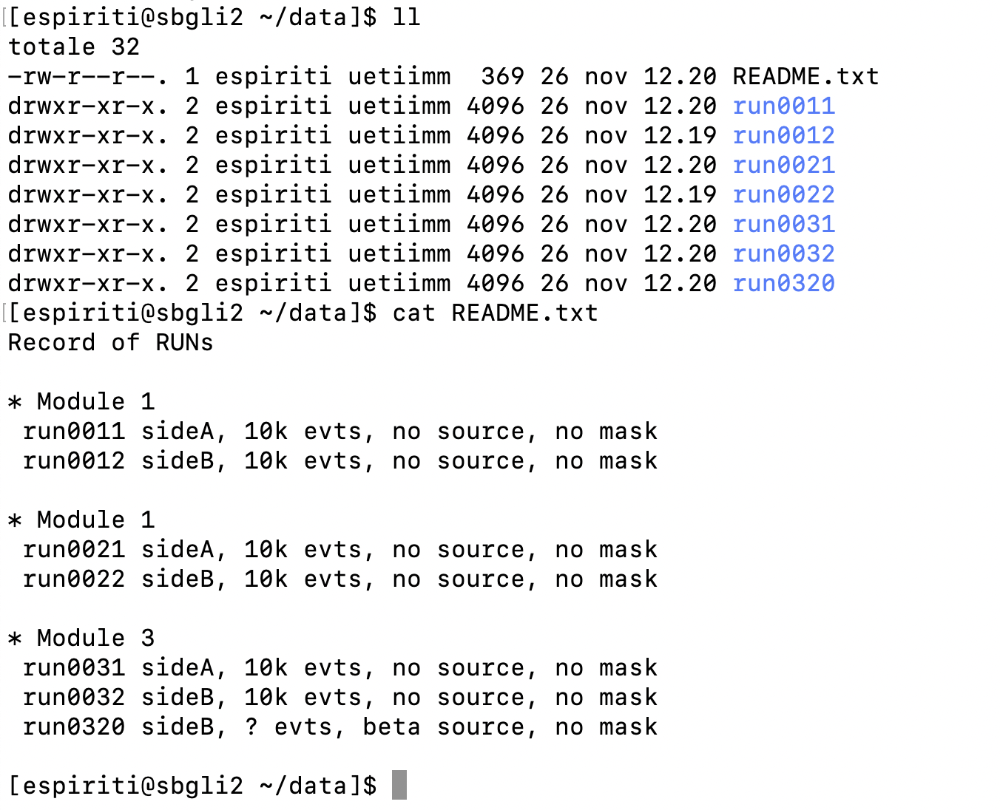 [espiriti@sbgli2 ~/data]$ ll
totale 32
-rw-r--r--. 1 espiriti uetiimm  369 26 nov 12.20 README.txt
drwxr-xr-x. 2 espiriti uetiimm 4096 26 nov 12.20 run0011
drwxr-xr-x. 2 espiriti uetiimm 4096 26 nov 12.19 run0012
drwxr-xr-x. 2 espiriti uetiimm 4096 26 nov 12.20 run0021
drwxr-xr-x. 2 espiriti uetiimm 4096 26 nov 12.19 run0022
drwxr-xr-x. 2 espiriti uetiimm 4096 26 nov 12.20 run0031
drwxr-xr-x. 2 espiriti uetiimm 4096 26 nov 12.20 run0032
drwxr-xr-x. 2 espiriti uetiimm 4096 26 nov 12.20 run0320
[espiriti@sbgli2 ~/data]$ cat README.txt
Record of RUNs

* Module 1
 run0011 sideA, 10k evts, no source, no mask
 run0012 sideB, 10k evts, no source, no mask

* Module 1
 run0021 sideA, 10k evts, no source, no mask
 run0022 sideB, 10k evts, no source, no mask

* Module 3
 run0031 sideA, 10k evts, no source, no mask
 run0032 sideB, 10k evts, no source, no mask
 run0320 sideB, ? evts, beta source, no mask

[espiriti@sbgli2 ~/data]$